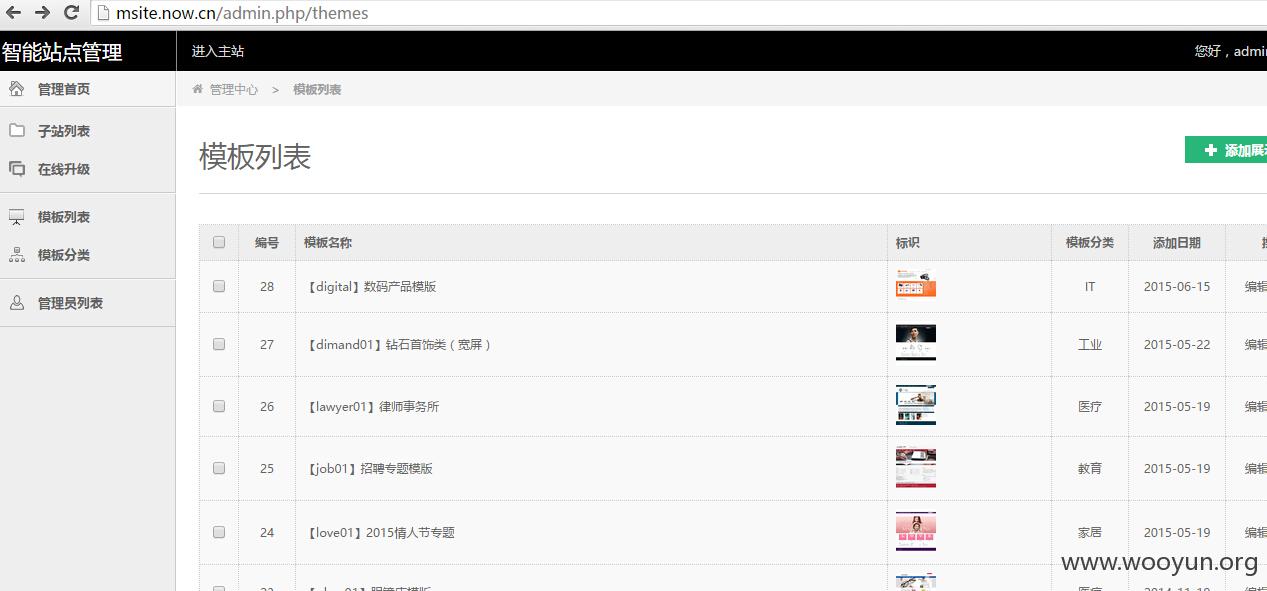 msite.now.cn/admin.php/themes
智能站点管理 进入主站 您好，admi
管理首页
管理中心 > 模板列表
子站列表
在线升级
模板列表
模板分类
管理员列表
模板列表
添加展
编号 模板名称 标识 模板分类 添加日期
28 【digital】数码产品模版 IT 2015-06-15 编辑
27 【dimand01】钻石首饰类（宽屏） 工业 2015-05-22 编辑
26 【lawyer01】律师事务所 医疗 2015-05-19 编辑
25 【job01】招聘专题模版 教育 2015-05-19 编辑
24 【love01】2015情人节专题 家居 2015-05-19 编辑
www.wooyun.org